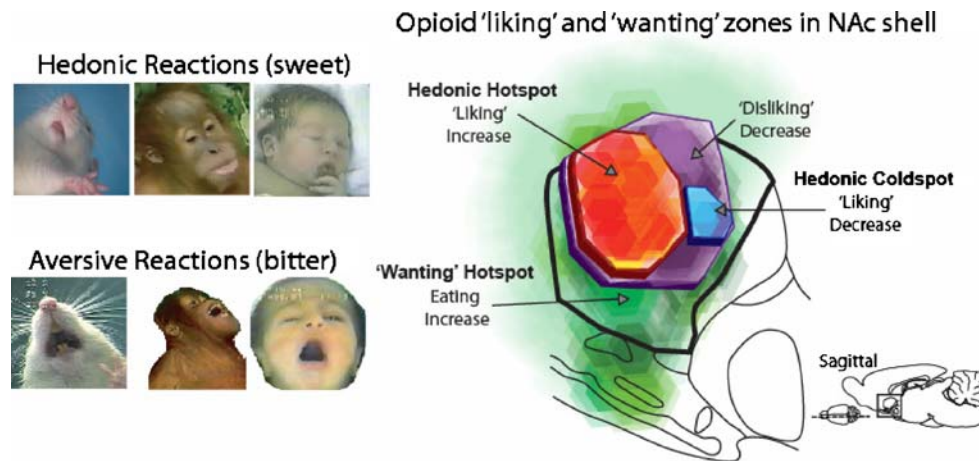 Opioid 'liking' and 'wanting' zones in NAc shell
Hedonic Reactions (sweet)
Aversive Reactions (bitter)
Hedonic Hotspot
'Liking'
Increase
'Disliking'
Decrease
Hedonic Coldspot
'Liking'
Decrease
'Wanting' Hotspot
Eating
Increase
Sagittal